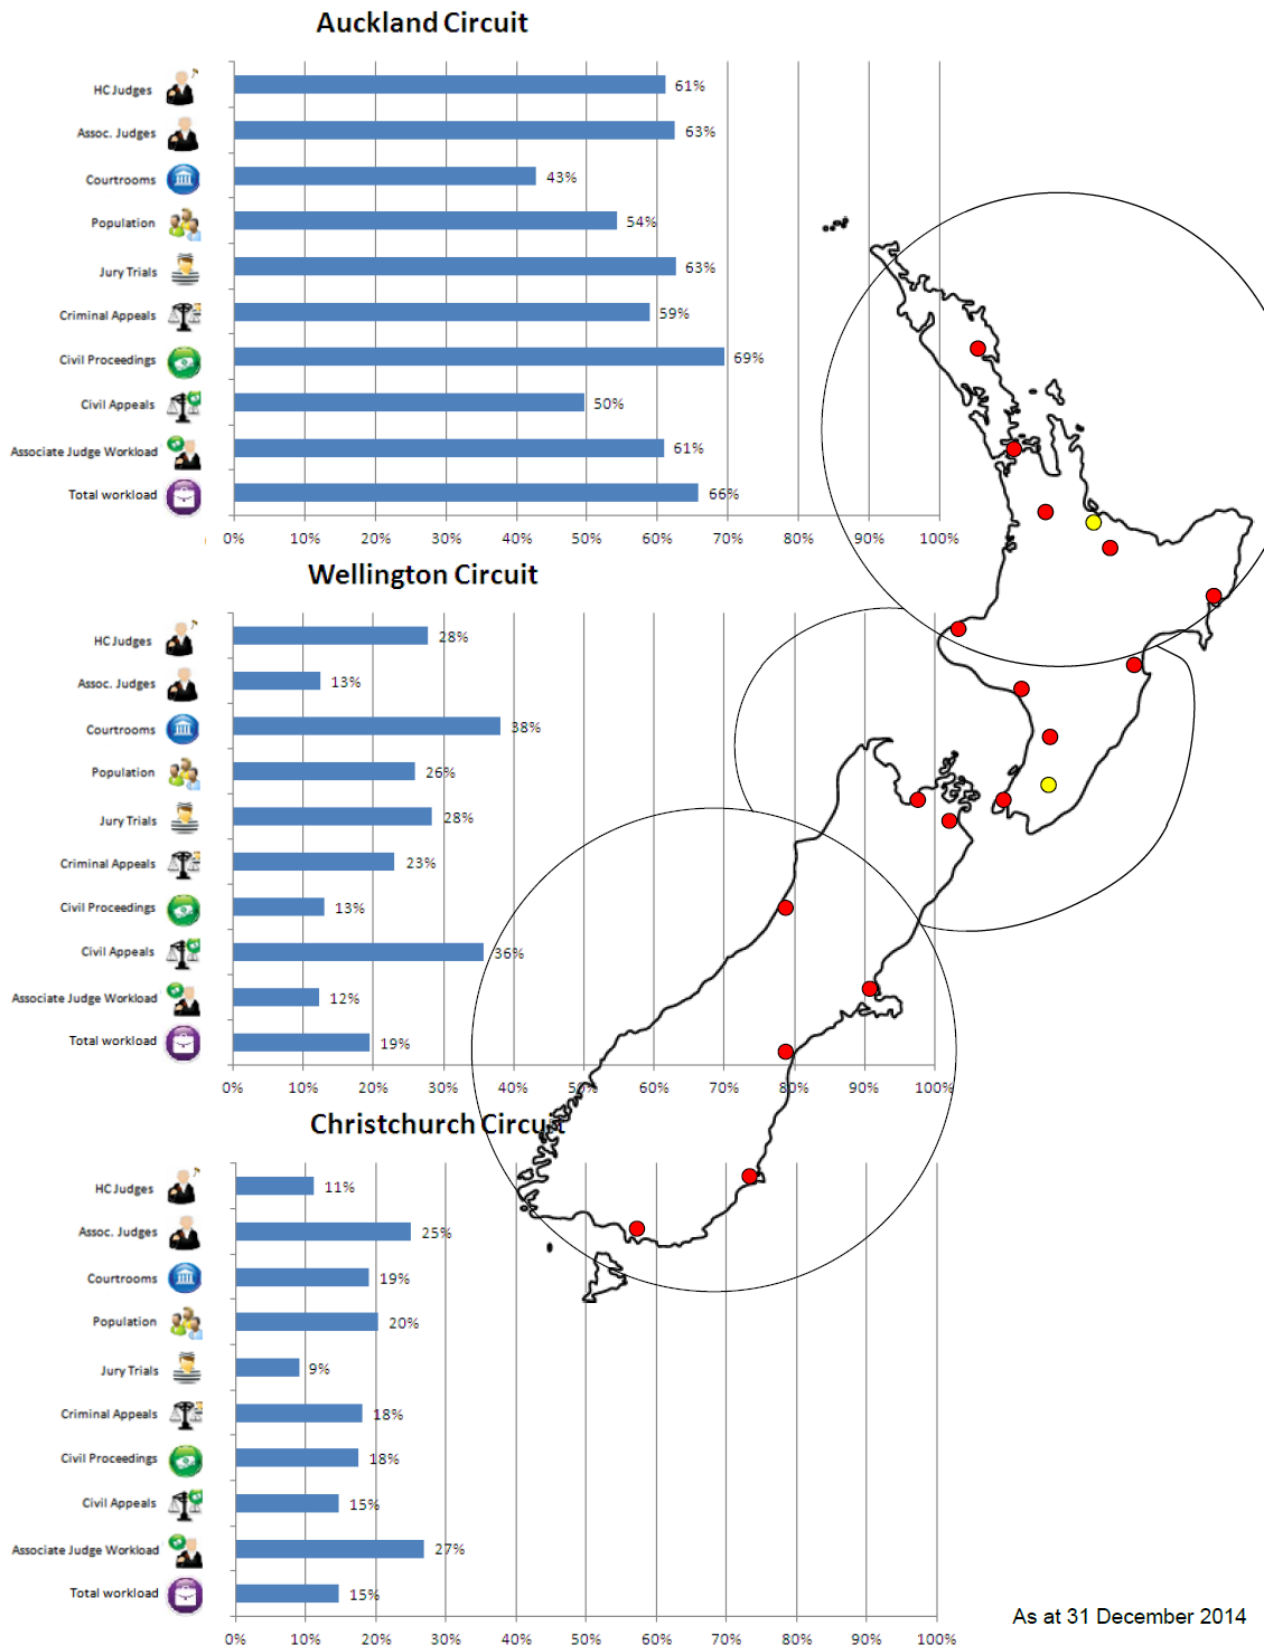 Auckland Circuit
HC Judges 61%
Assoc. Judges 63%
Courtrooms 43%
Population 54%
Jury Trials 63%
Criminal Appeals 59%
Civil Proceedings 69%
Civil Appeals 50%
Associate Judge Workload 61%
Total workload 66%
0% 10% 20% 30% 40% 50% 60% 70% 80% 90% 100%
Wellington Circuit
HC Judges 28%
Assoc. Judges 13%
Courtrooms 38%
Population 26%
Jury Trials 28%
Criminal Appeals 23%
Civil Proceedings 13%
Civil Appeals 36%
Associate Judge Workload 12%
Total workload 19%
0% 10% 20% 30% 40% 50% 60% 70% 80% 90% 100%
Christchurch Circuit
HC Judges 11%
Assoc. Judges 25%
Courtrooms 19%
Population 20%
Jury Trials 9%
Criminal Appeals 18%
Civil Proceedings 18%
Civil Appeals 15%
Associate Judge Workload 27%
Total workload 15%
0% 10% 20% 30% 40% 50% 60% 70% 80% 90% 100%
As at 31 December 2014